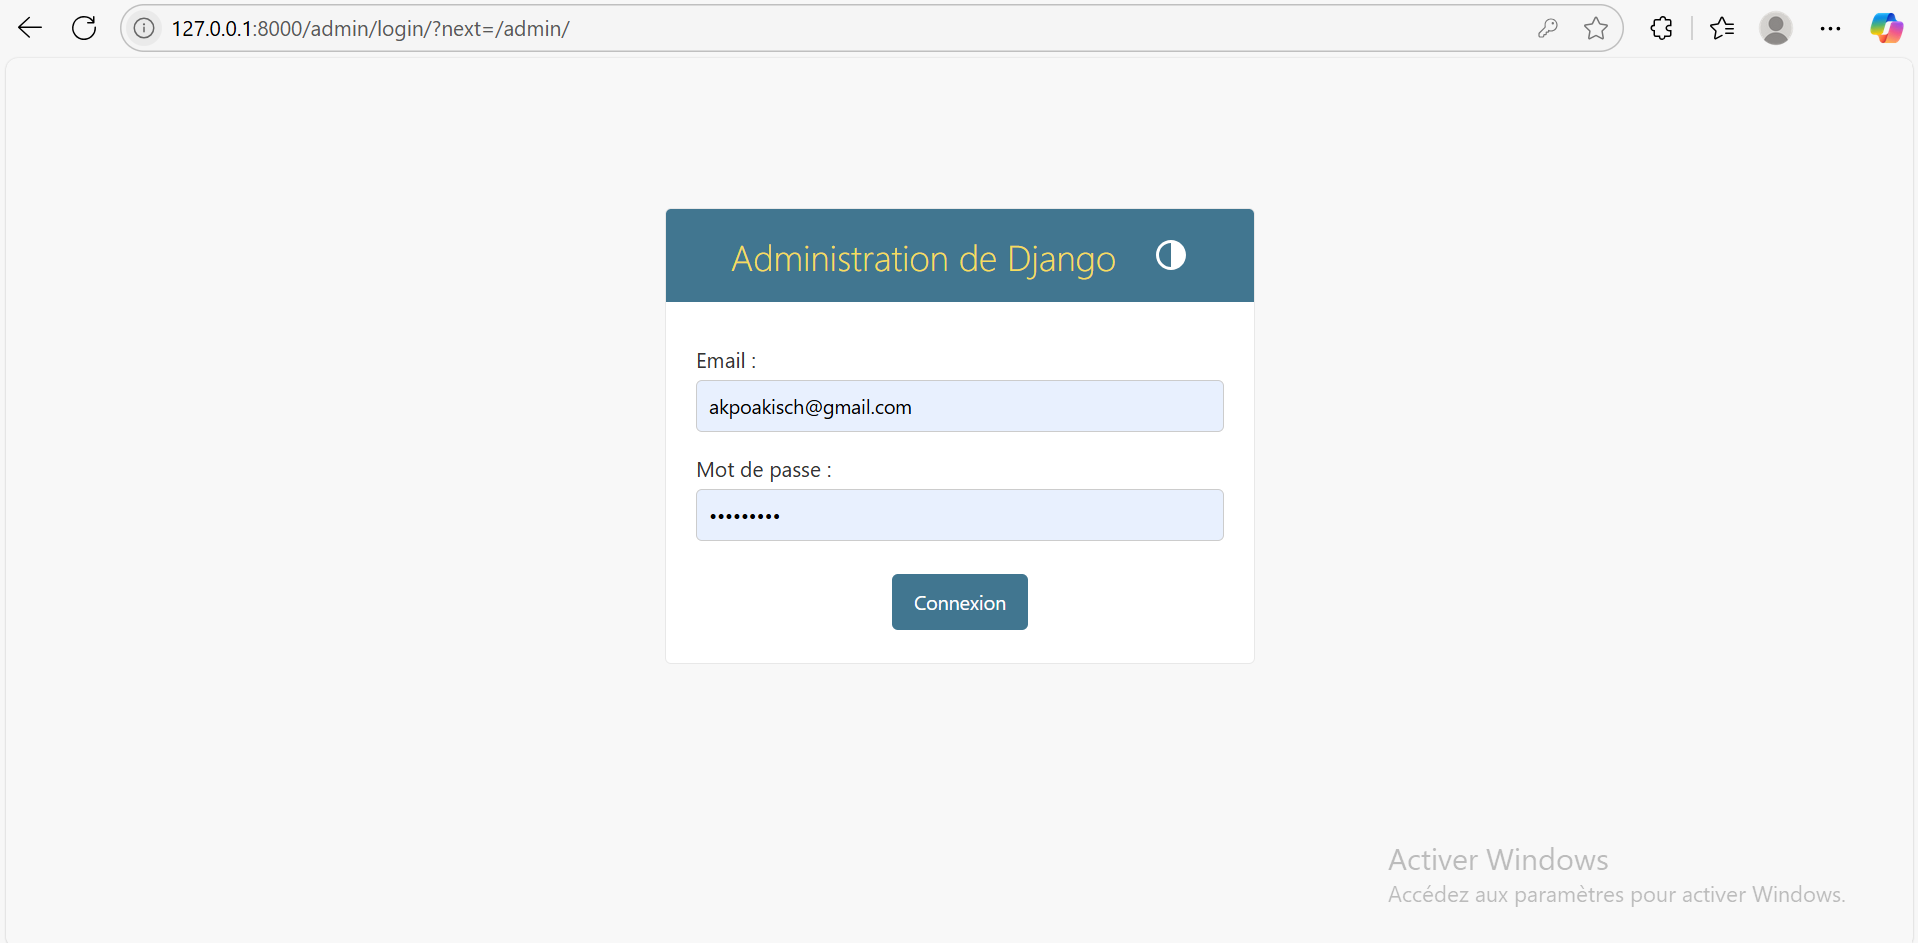 127.0.0.1:8000/admin/login/?next=/admin/
Administration de Django
Email :
akpoakisch@gmail.com
Mot de passe :
•••••••••
Connexion
Activer Windows
Accédez aux paramètres pour activer Windows.